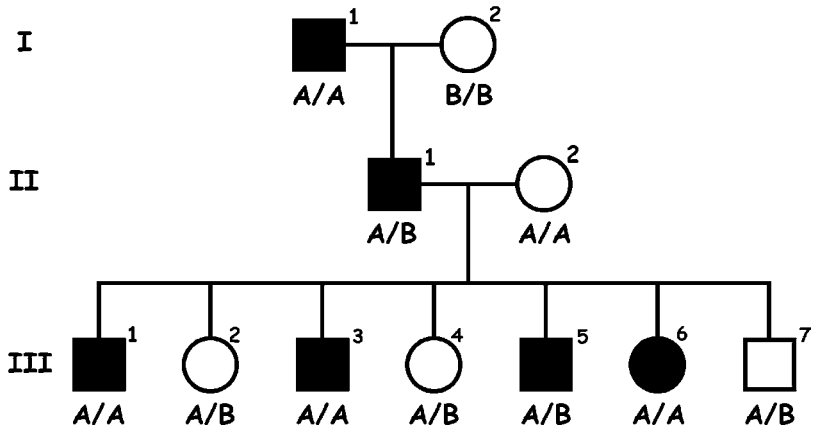 I 1 2
A/A B/B
II 1 2
A/B A/A
III 1 2 3 4 5 6 7
A/A A/B A/A A/B A/B A/A A/B